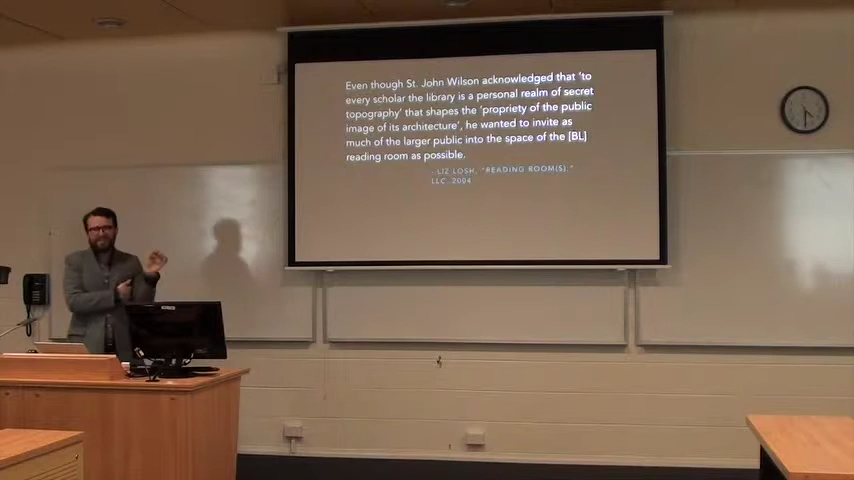 Even though St. John Wilson acknowledged that 'to
every scholar the library is a personal realm of secret
topography' that shapes the 'propriety of the public
image of its architecture', he wanted to invite as
much of the larger public into the space of the [BL]
reading room as possible.
– LIZ LOSH, "READING ROOM(S)."
LLC, 2004